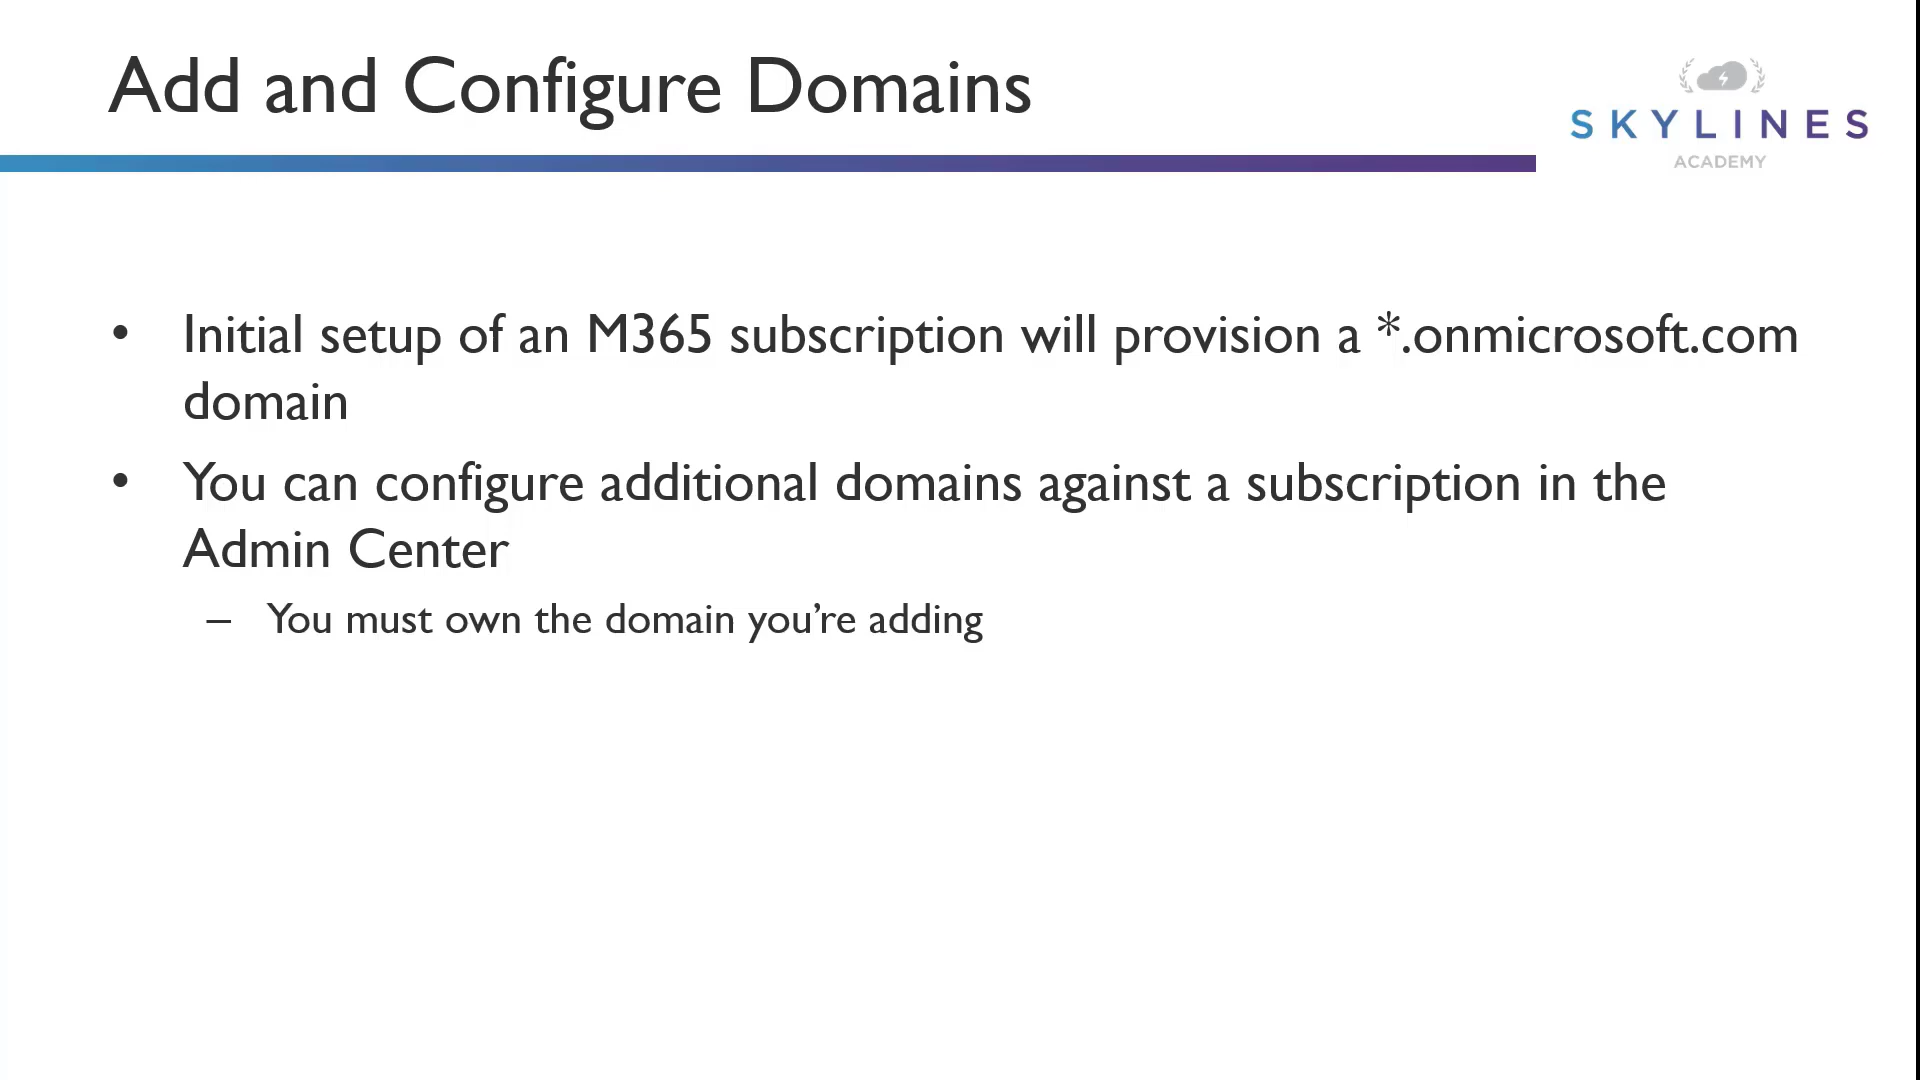 Add and Configure Domains
SKYLINES
ACADEMY
• Initial setup of an M365 subscription will provision a *.onmicrosoft.com
domain
• You can configure additional domains against a subscription in the
Admin Center
– You must own the domain you’re adding